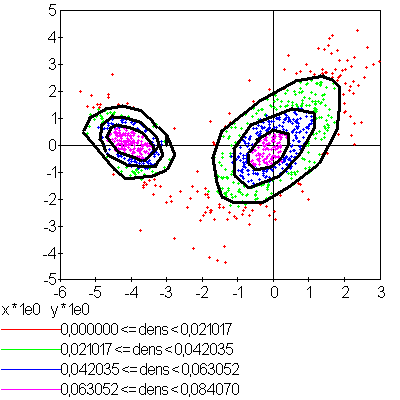 5
4
3
2
1
0
-1
-2
-3
-4
-5
-6 -5 -4 -3 -2 -1 0 1 2 3
x*1e0 y*1e0
0,000000<=dens<0,021017
0,021017<=dens<0,042035
0,042035<=dens<0,063052
0,063052<=dens<0,084070